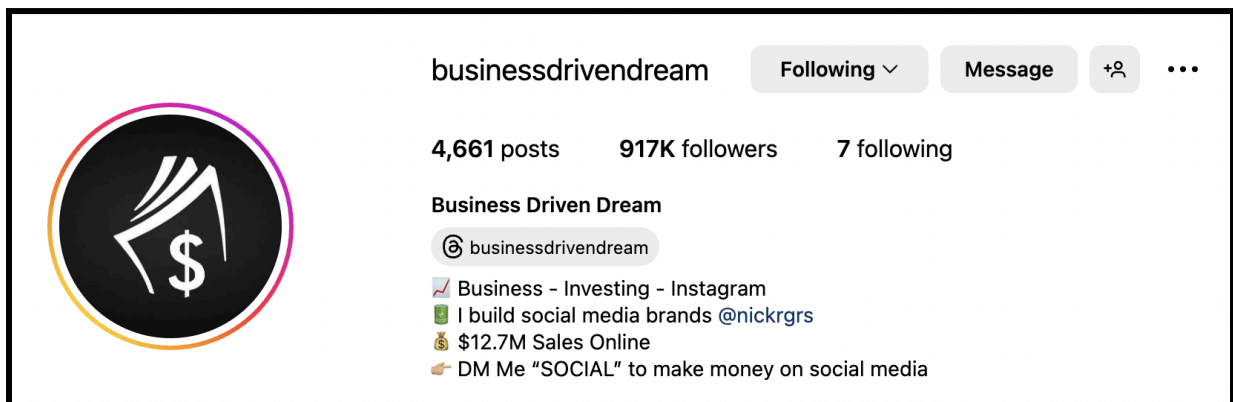 businessdrivendream Following Message
4,661 posts 917K followers 7 following
Business Driven Dream
businessdrivendream
📈 Business - Investing - Instagram
🔋 I build social media brands @nickrgrs
💰 $12.7M Sales Online
👉🏼 DM Me “SOCIAL” to make money on social media
$